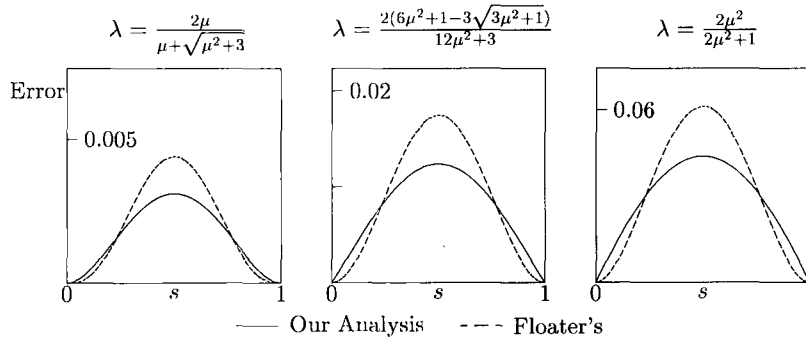 λ = 2μ / (μ+√(μ²+3))
λ = 2(6μ²+1−3√(3μ²+1)) / (12μ²+3)
λ = 2μ² / (2μ²+1)
Error
0.005
0.02
0.06
0 s 1
0 s 1
0 s
Our Analysis
Floater's